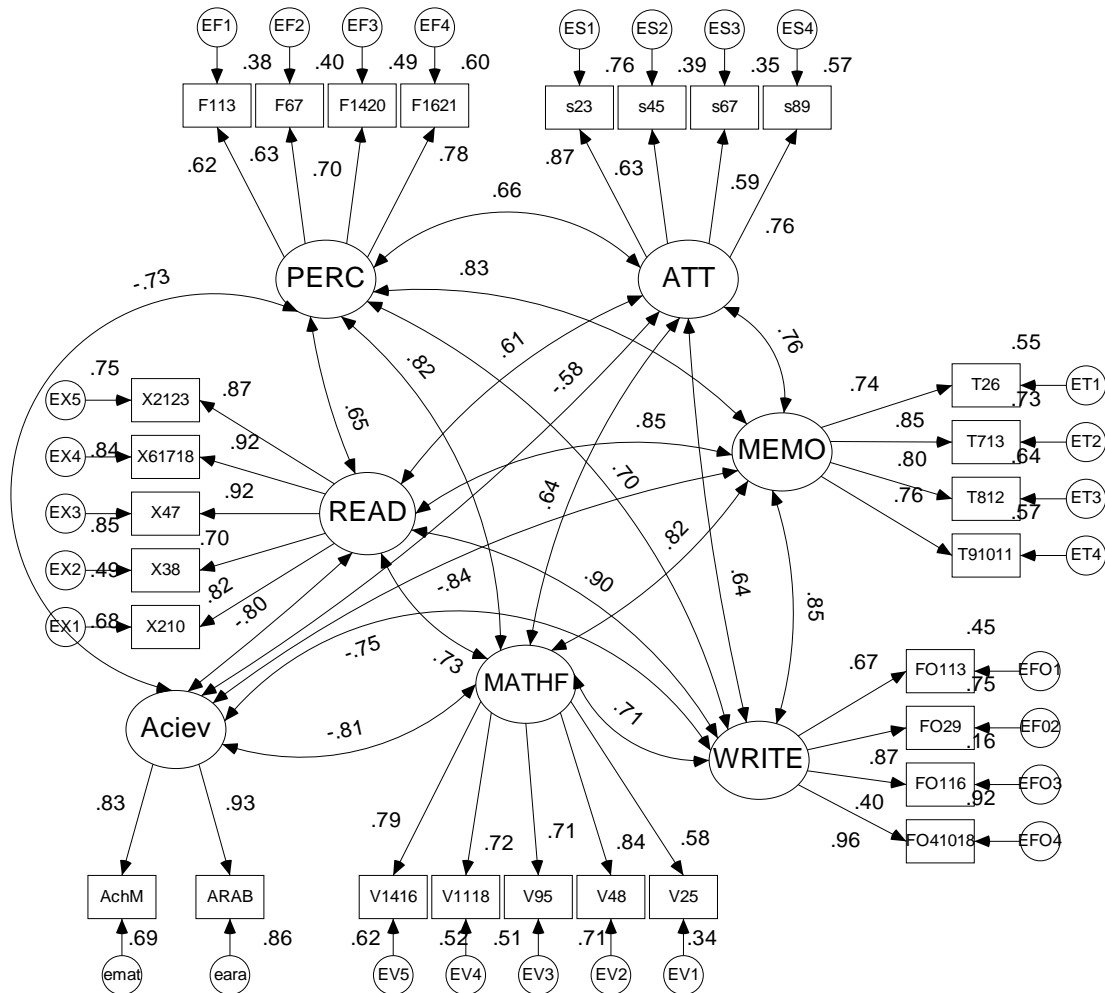 EF1 EF2 EF3 EF4 ES1 ES2 ES3 ES4
.38 .40 .49 .60 .76 .39 .35 .57
F113 F67 F1420 F1621 s23 s45 s67 s89
.62 .63 .70 .78 .87 .63 .59 .76
.66
PERC ATT
-.73 .83
.82 .61 -.58 .76
.65 .85 .70 .64 .82
.75 .87
EX5 X2123
.84 .92
EX4 X61718
.92
EX3 X47
.85 .70
EX2 X38
.49 .82
EX1 X210
.68
READ
MEMO
.55
.74 T26 ET1
.73
.85 T713 ET2
.64
.80 T812 ET3
.57
.76 T91011 ET4
-.80 -.84 .90 .64 .85
-.75 .73 .71
-.81
Aciev MATHF WRITE
.45
.67 FO113 EFO1
.75
FO29 EF02
.87 .16
FO116 EFO3
.40 .92
.96 FO41018 EFO4
.83 .93 .79 .72 .71 .84 .58
AchM ARAB V1416 V1118 V95 V48 V25
.69 .86 .62 .52 .51 .71 .34
emat eara EV5 EV4 EV3 EV2 EV1